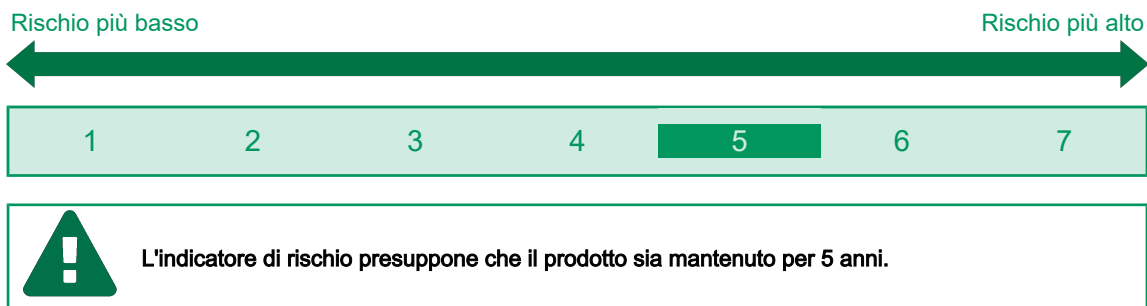 Rischio più basso Rischio più alto
1 2 3 4 5 6 7
L'indicatore di rischio presuppone che il prodotto sia mantenuto per 5 anni.